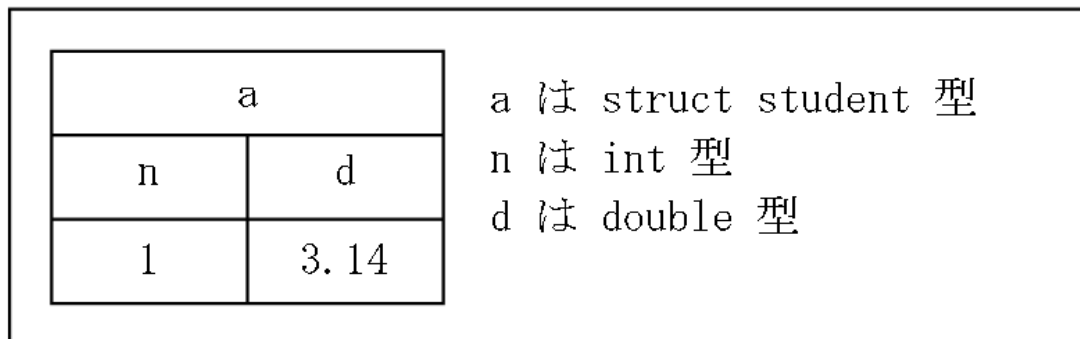 a
n d
1 3.14
a は struct student 型
n は int 型
d は double 型